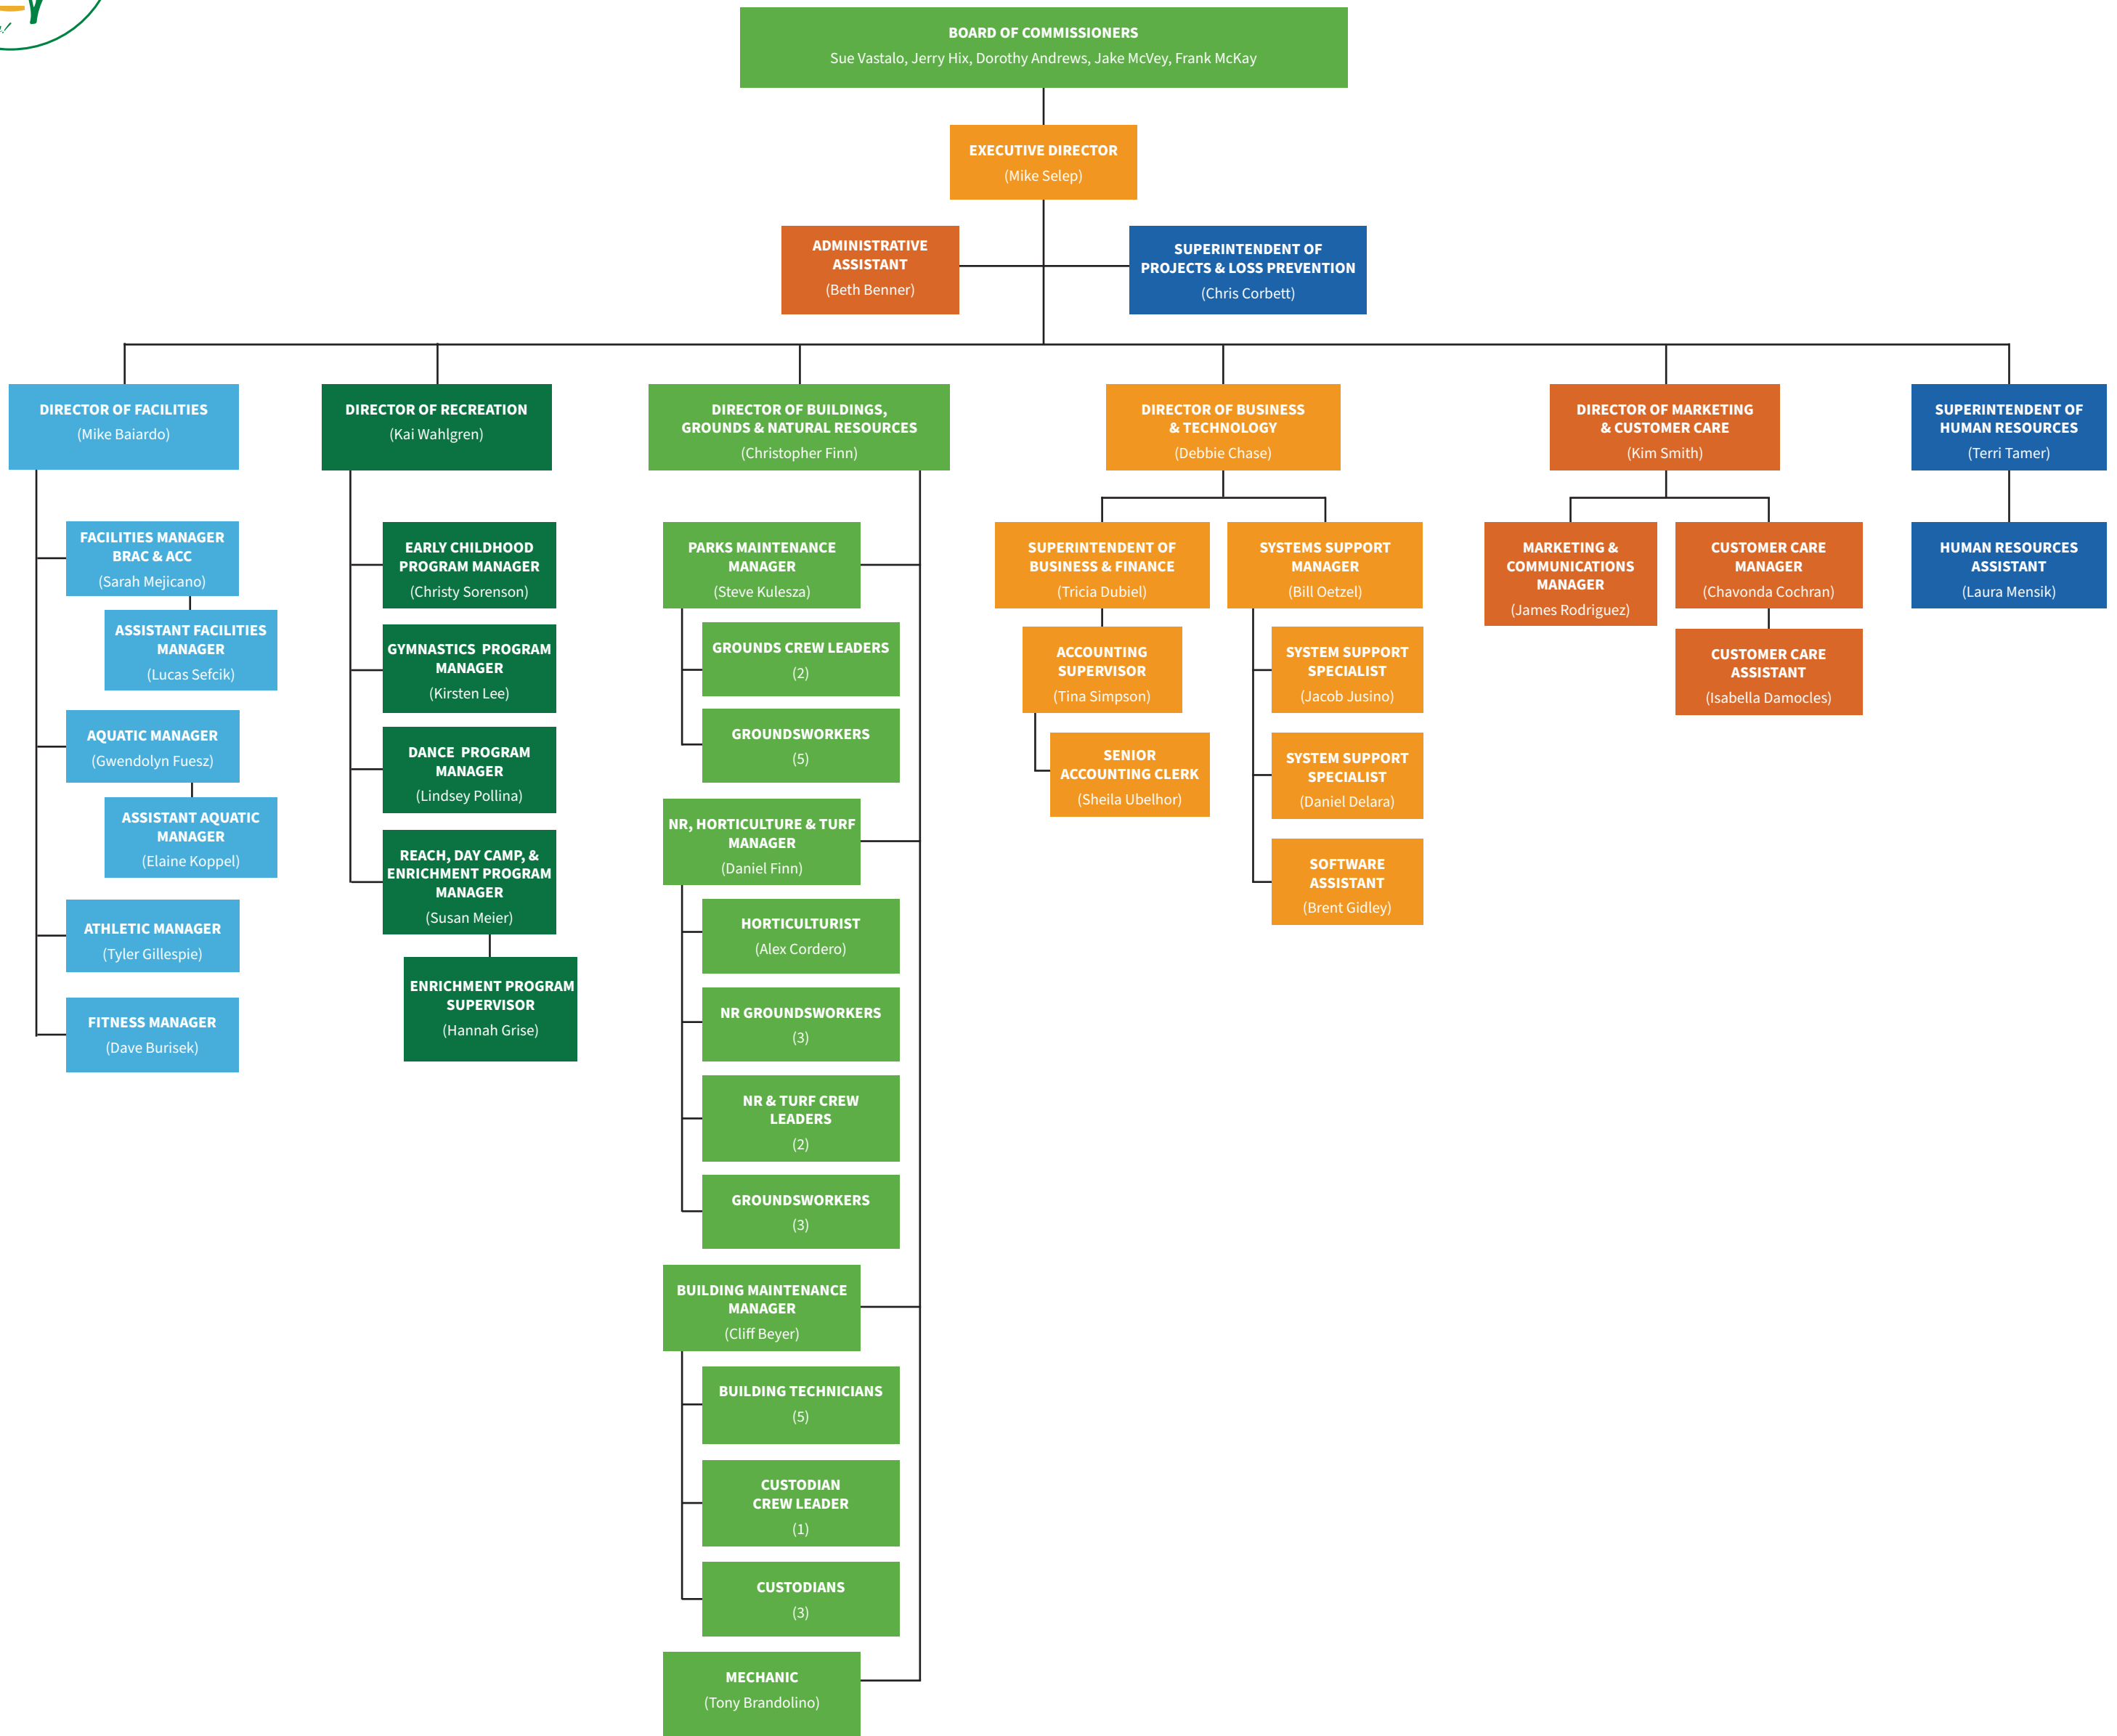 BOARD OF COMMISSIONERS
Sue Vastalo, Jerry Hix, Dorothy Andrews, Jake McVey, Frank McKay
EXECUTIVE DIRECTOR
(Mike Selep)
ADMINISTRATIVE
ASSISTANT
(Beth Benner)
SUPERINTENDENT OF
PROJECTS & LOSS PREVENTION
(Chris Corbett)
DIRECTOR OF FACILITIES
(Mike Baiardo)
FACILITIES MANAGER
BRAC & ACC
(Sarah Mejicano)
ASSISTANT FACILITIES
MANAGER
(Lucas Sefcik)
AQUATIC MANAGER
(Gwendolyn Fuesz)
ASSISTANT AQUATIC
MANAGER
(Elaine Koppel)
ATHLETIC MANAGER
(Tyler Gillespie)
FITNESS MANAGER
(Dave Burisek)
DIRECTOR OF RECREATION
(Kai Wahlgren)
EARLY CHILDHOOD
PROGRAM MANAGER
(Christy Sorenson)
GYMNASTICS PROGRAM
MANAGER
(Kirsten Lee)
DANCE PROGRAM
MANAGER
(Lindsey Pollina)
REACH, DAY CAMP, &
ENRICHMENT PROGRAM
MANAGER
(Susan Meier)
ENRICHMENT PROGRAM
SUPERVISOR
(Hannah Grise)
DIRECTOR OF BUILDINGS,
GROUNDS & NATURAL RESOURCES
(Christopher Finn)
PARKS MAINTENANCE
MANAGER
(Steve Kulesza)
GROUNDS CREW LEADERS
(2)
GROUNDSWORKERS
(5)
NR, HORTICULTURE & TURF
MANAGER
(Daniel Finn)
HORTICULTURIST
(Alex Cordero)
NR GROUNDSWORKERS
(3)
NR & TURF CREW
LEADERS
(2)
GROUNDSWORKERS
(3)
BUILDING MAINTENANCE
MANAGER
(Cliff Beyer)
BUILDING TECHNICIANS
(5)
CUSTODIAN
CREW LEADER
(1)
CUSTODIANS
(3)
MECHANIC
(Tony Brandolino)
DIRECTOR OF BUSINESS
& TECHNOLOGY
(Debbie Chase)
SUPERINTENDENT OF
BUSINESS & FINANCE
(Tricia Dubiel)
ACCOUNTING
SUPERVISOR
(Tina Simpson)
SENIOR
ACCOUNTING CLERK
(Sheila Ubelhor)
SYSTEMS SUPPORT
MANAGER
(Bill Oetzel)
SYSTEM SUPPORT
SPECIALIST
(Jacob Jusino)
SYSTEM SUPPORT
SPECIALIST
(Daniel Delara)
SOFTWARE
ASSISTANT
(Brent Gidley)
DIRECTOR OF MARKETING
& CUSTOMER CARE
(Kim Smith)
MARKETING &
COMMUNICATIONS
MANAGER
(James Rodriguez)
CUSTOMER CARE
MANAGER
(Chavonda Cochran)
CUSTOMER CARE
ASSISTANT
(Isabella Damocles)
SUPERINTENDENT OF
HUMAN RESOURCES
(Terri Tamer)
HUMAN RESOURCES
ASSISTANT
(Laura Mensik)